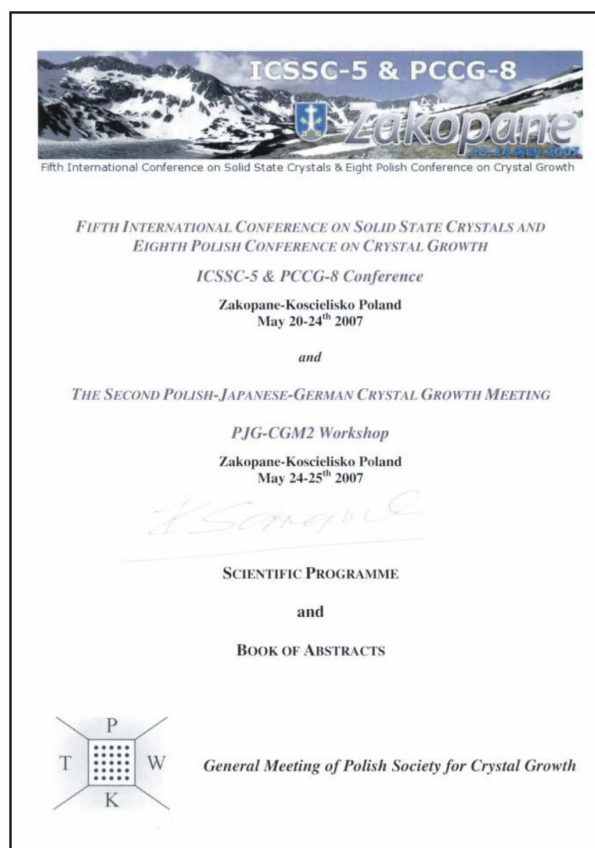 ICSSC-5 & PCCG-8
Zakopane
20-24 May 2007
Fifth International Conference on Solid State Crystals & Eight Polish Conference on Crystal Growth
FIFTH INTERNATIONAL CONFERENCE ON SOLID STATE CRYSTALS AND
EIGHTH POLISH CONFERENCE ON CRYSTAL GROWTH
ICSSC-5 & PCCG-8 Conference
Zakopane-Koscielisko Poland
May 20-24th 2007
and
THE SECOND POLISH-JAPANESE-GERMAN CRYSTAL GROWTH MEETING
PJG-CGM2 Workshop
Zakopane-Koscielisko Poland
May 24-25th 2007
SCIENTIFIC PROGRAMME
and
BOOK OF ABSTRACTS
P
T W
K
General Meeting of Polish Society for Crystal Growth